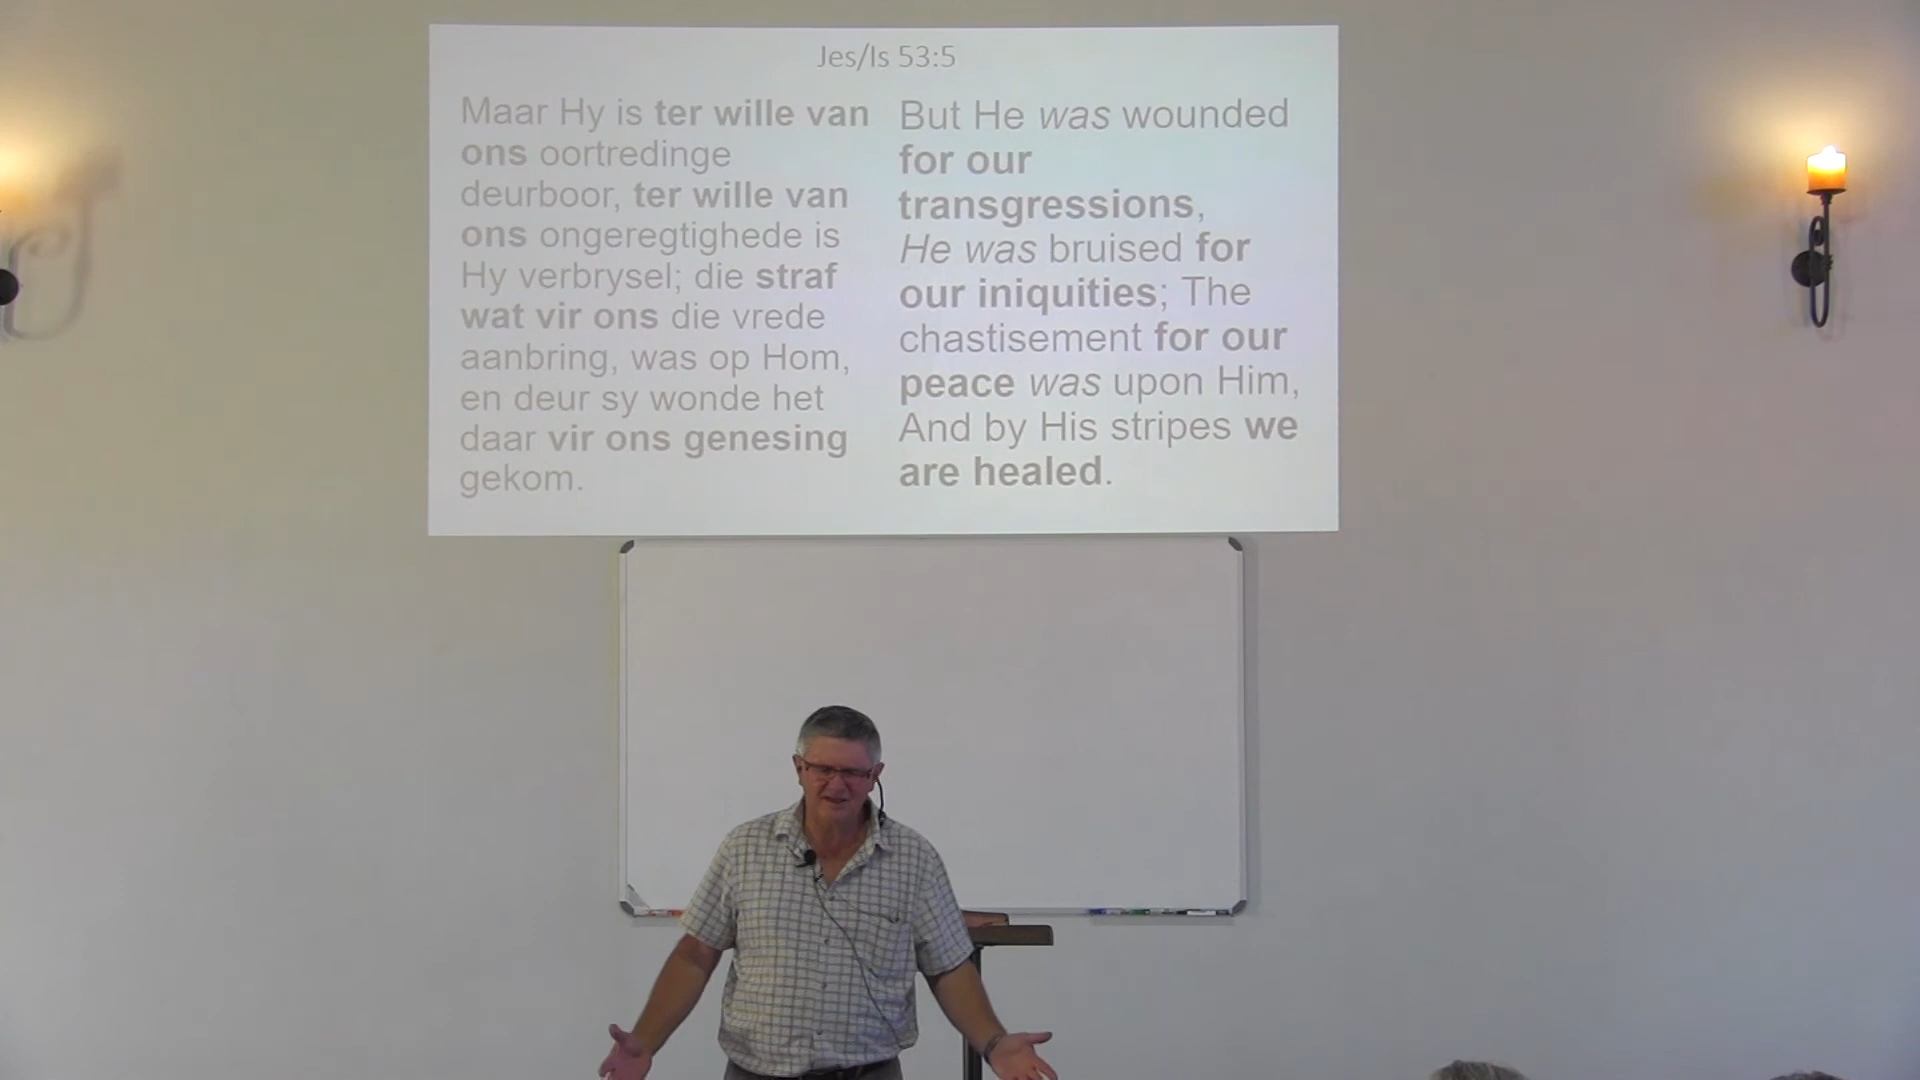 Jes/Is 53:5
Maar Hy is ter wille van
ons oortredinge
deurboor, ter wille van
ons ongeregtighede is
Hy verbrysel; die straf
wat vir ons die vrede
aanbring, was op Hom,
en deur sy wonde het
daar vir ons genesing
gekom.
But He was wounded
for our
transgressions,
He was bruised for
our iniquities; The
chastisement for our
peace was upon Him,
And by His stripes we
are healed.